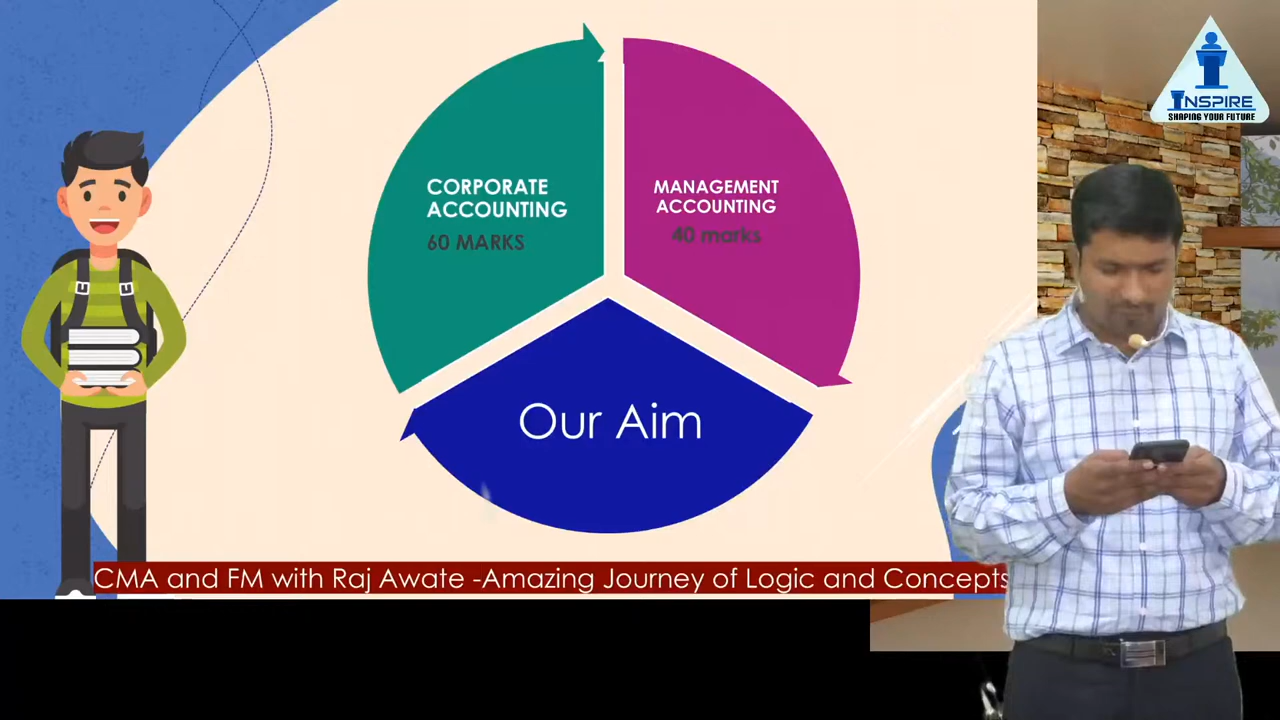 CORPORATE
ACCOUNTING
60 MARKS
MANAGEMENT
ACCOUNTING
40 marks
Our Aim
CMA and FM with Raj Awate -Amazing Journey of Logic and Concepts
INSPIRE
SHAPING YOUR FUTURE